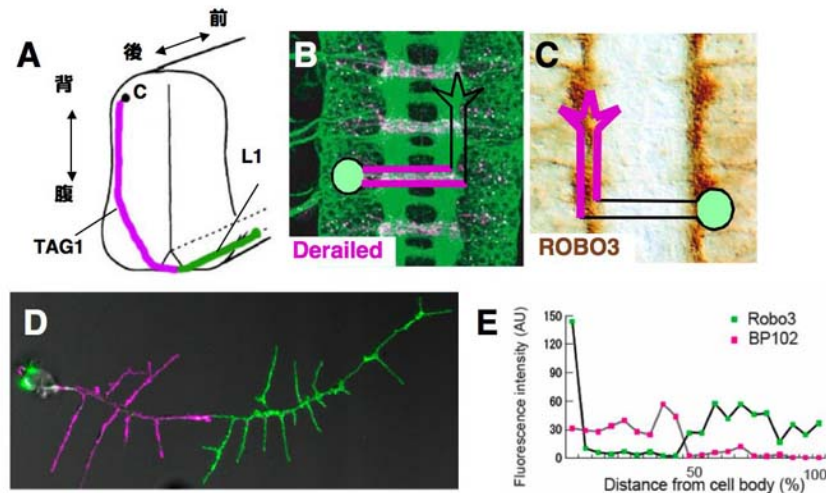 A
前
後
背
C
腹
L1
TAG1
B
Derailed
C
ROBO3
D
E
Fluorescence intensity (AU)
150
120
90
60
30
0
Robo3
BP102
50
100
Distance from cell body (%)